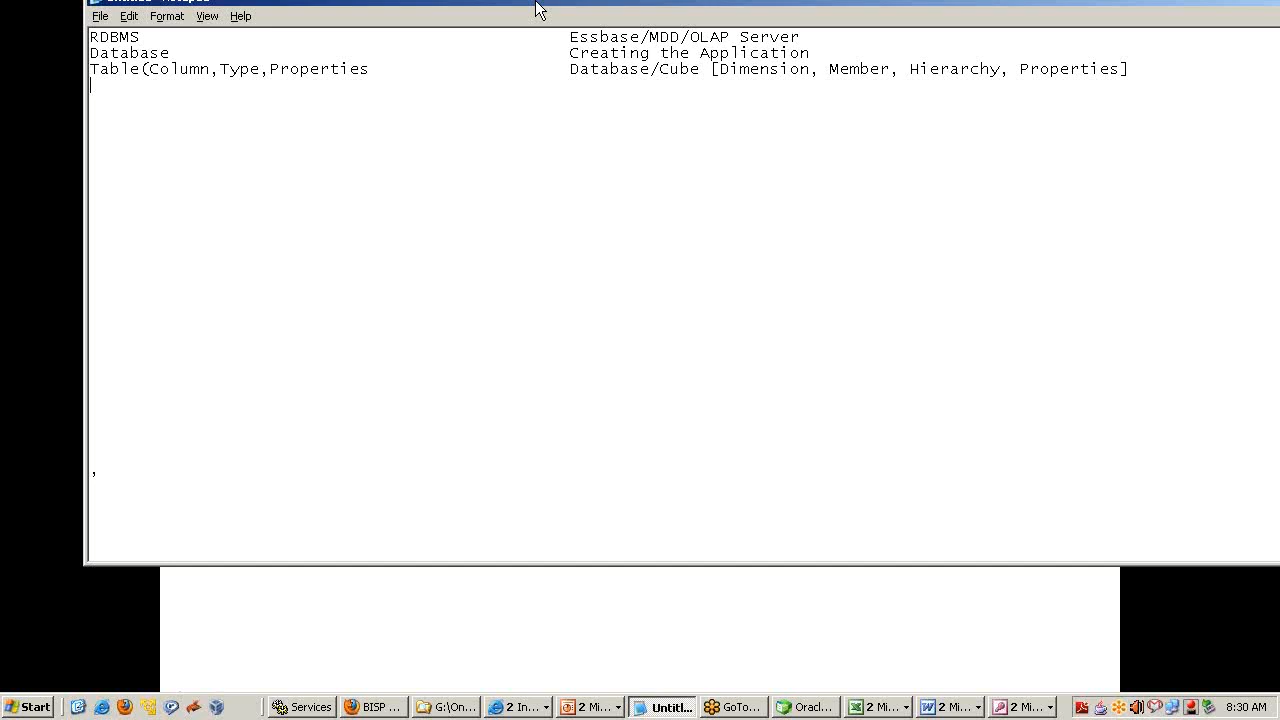 File Edit Format View Help
RDBMS Essbase/MDD/OLAP Server
Database Creating the Application
Table(Column,Type,Properties Database/Cube [Dimension, Member, Hierarchy, Properties]
,
Start Services BISP ... G:\On... 2 In... 2 Mi... Untitl... GoTo... Oracl... 2 Mi... 2 Mi... 2 Mi... 8:30 AM